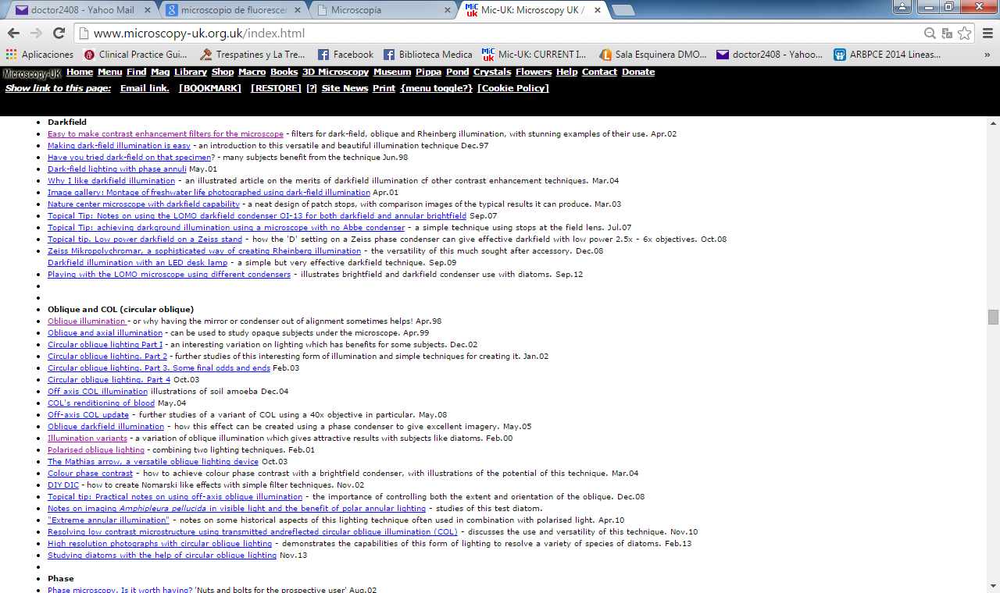 doctor2408 - Yahoo Mail
microscopio de fluorescen
Microscopía
Mic-UK: Microscopy UK /
www.microscopy-uk.org.uk/index.html
Aplicaciones
Clinical Practice Gui...
Trespatines y La Tre...
Facebook
Biblioteca Medica
Mic-UK: CURRENT I...
Sala Esquinera DMO...
doctor2408 - Yahoo...
ARBPCE 2014 Lineas...
»
Microscopy-UK Home Menu Find Mag Library Shop Macro Books 3D Microscopy Museum Pippa Pond Crystals Flowers Help Contact Donate
Show link to this page: Email link. [BOOKMARK] [RESTORE] [?] Site News Print {menu toggle?} [Cookie Policy]
Darkfield
Easy to make contrast enhancement filters for the microscope - filters for dark-field, oblique and Rheinberg illumination, with stunning examples of their use. Apr.02
Making dark-field illumination is easy - an introduction to this versatile and beautiful illumination technique Dec.97
Have you tried dark-field on that specimen? - many subjects benefit from the technique Jun.98
Dark-field lighting with phase annuli May.01
Why I like darkfield illumination - an illustrated article on the merits of darkfield illumination cf other contrast enhancement techniques. Mar.04
Image gallery: Montage of freshwater life photographed using dark-field illumination Apr.01
Nature center microscope with darkfield capability - a neat design of patch stops, with comparison images of the typical results it can produce. Mar.03
Topical Tip: Notes on using the LOMO darkfield condenser OI-13 for both darkfield and annular brightfield Sep.07
Topical Tip: achieving darkground illumination using a microscope with no Abbe condenser - a simple technique using stops at the field lens. Jul.07
Topical tip. Low power darkfield on a Zeiss stand - how the 'D' setting on a Zeiss phase condenser can give effective darkfield with low power 2.5x - 6x objectives. Oct.08
Zeiss Mikropolychromar, a sophisticated way of creating Rheinberg illumination - the versatility of this much sought after accessory. Dec.08
Darkfield illumination with an LED desk lamp - a simple but very effective darkfield technique. Sep.09
Playing with the LOMO microscope using different condensers - illustrates brightfield and darkfield condenser use with diatoms. Sep.12
Oblique and COL (circular oblique)
Oblique illumination - or why having the mirror or condenser out of alignment sometimes helps! Apr.98
Oblique and axial illumination - can be used to study opaque subjects under the microscope. Apr.99
Circular oblique lighting Part I - an interesting variation on lighting which has benefits for some subjects. Dec.02
Circular oblique lighting. Part 2 - further studies of this interesting form of illumination and simple techniques for creating it. Jan.02
Circular oblique lighting. Part 3. Some final odds and ends Feb.03
Circular oblique lighting. Part 4 Oct.03
Off axis COL illumination illustrations of soil amoeba Dec.04
COL's renditioning of blood May.04
Off-axis COL update - further studies of a variant of COL using a 40x objective in particular. May.08
Oblique darkfield illumination - how this effect can be created using a phase condenser to give excellent imagery. May.05
Illumination variants - a variation of oblique illumination which gives attractive results with subjects like diatoms. Feb.00
Polarised oblique lighting - combining two lighting techniques. Feb.01
The Mathias arrow, a versatile oblique lighting device Oct.03
Colour phase contrast - how to achieve colour phase contrast with a brightfield condenser, with illustrations of the potential of this technique. Mar.04
DIY DIC - how to create Nomarski like effects with simple filter techniques. Nov.02
Topical tip: Practical notes on using off-axis oblique illumination - the importance of controlling both the extent and orientation of the oblique. Dec.08
Notes on imaging Amphipleura pellucida in visible light and the benefit of polar annular lighting - studies of this test diatom.
"Extreme annular illumination" - notes on some historical aspects of this lighting technique often used in combination with polarised light. Apr.10
Resolving low contrast microstructure using transmitted andreflected circular oblique illumination (COL) - discusses the use and versatility of this technique. Nov.10
High resolution photographs with circular oblique lighting - demonstrates the capabilities of this form of lighting to resolve a variety of species of diatoms. Feb.13
Studying diatoms with the help of circular oblique lighting Nov.13
Phase
Phase microscopy. Is it worth having? 'Nuts and bolts for the prospective user' Aug.02